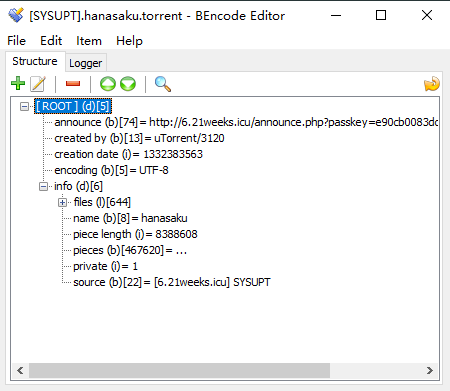 [SYSUPT].hanasaku.torrent - BEncode Editor
File Edit Item Help
Structure Logger
[ ROOT ] (d)[5]
announce (b)[74]= http://6.21weeks.icu/announce.php?passkey=e90cb0083dc
created by (b)[13]= uTorrent/3120
creation date (i)= 1332383563
encoding (b)[5]= UTF-8
info (d)[6]
files (l)[644]
name (b)[8]= hanasaku
piece length (i)= 8388608
pieces (b)[467620]= ...
private (i)= 1
source (b)[22]= [6.21weeks.icu] SYSUPT